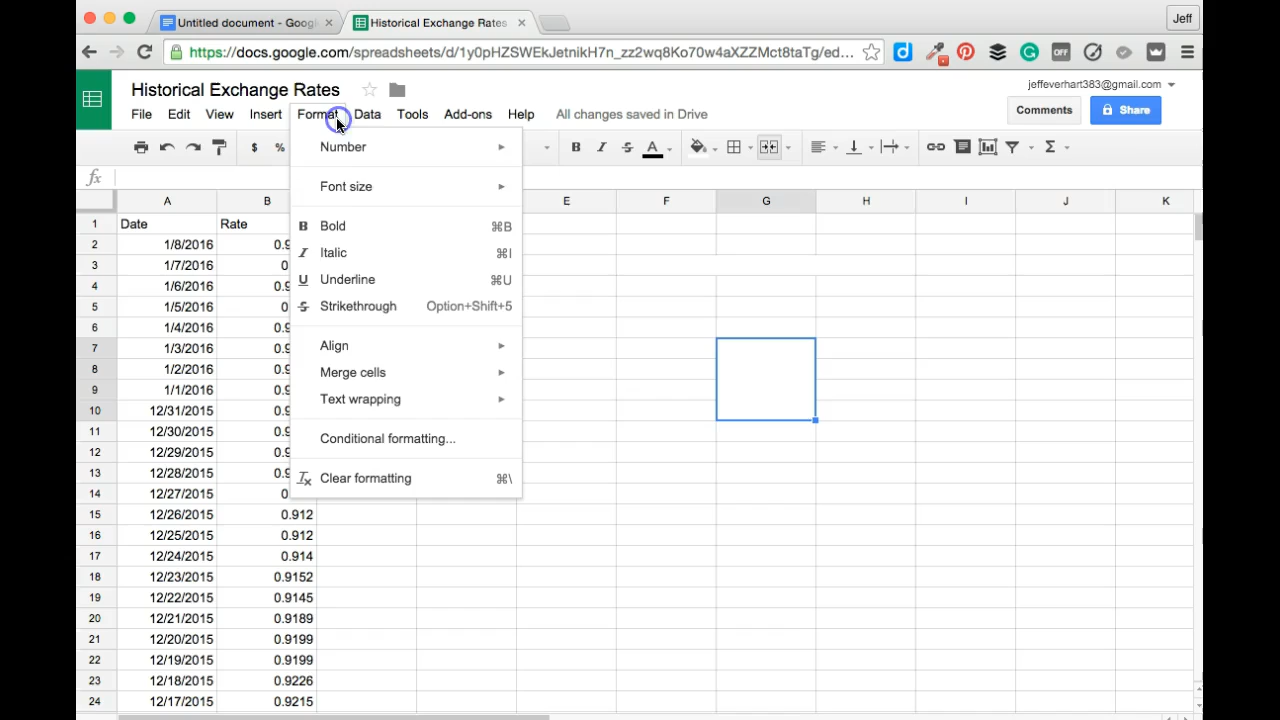 Untitled document - Goog
Historical Exchange Rates
Jeff
https://docs.google.com/spreadsheets/d/1y0pHZSWEkJetnikH7n_zz2wq8Ko70w4aXZZMct8taTg/ed...
Historical Exchange Rates
jeffeverhart383@gmail.com
File Edit View Insert Format Data Tools Add-ons Help All changes saved in Drive
Comments Share
$ % B I S A Σ
fx
A B E F G H I J K
Number
Font size
Bold ⌘B
Italic ⌘I
Underline ⌘U
Strikethrough Option+Shift+5
Align
Merge cells
Text wrapping
Conditional formatting...
Clear formatting ⌘\
1 Date Rate
2 1/8/2016 0.9
3 1/7/2016 0
4 1/6/2016 0.9
5 1/5/2016 0
6 1/4/2016 0.9
7 1/3/2016 0.9
8 1/2/2016 0.9
9 1/1/2016 0.9
10 12/31/2015 0.9
11 12/30/2015 0.9
12 12/29/2015 0.9
13 12/28/2015 0.9
14 12/27/2015 0
15 12/26/2015 0.912
16 12/25/2015 0.912
17 12/24/2015 0.914
18 12/23/2015 0.9152
19 12/22/2015 0.9145
20 12/21/2015 0.9189
21 12/20/2015 0.9199
22 12/19/2015 0.9199
23 12/18/2015 0.9226
24 12/17/2015 0.9215